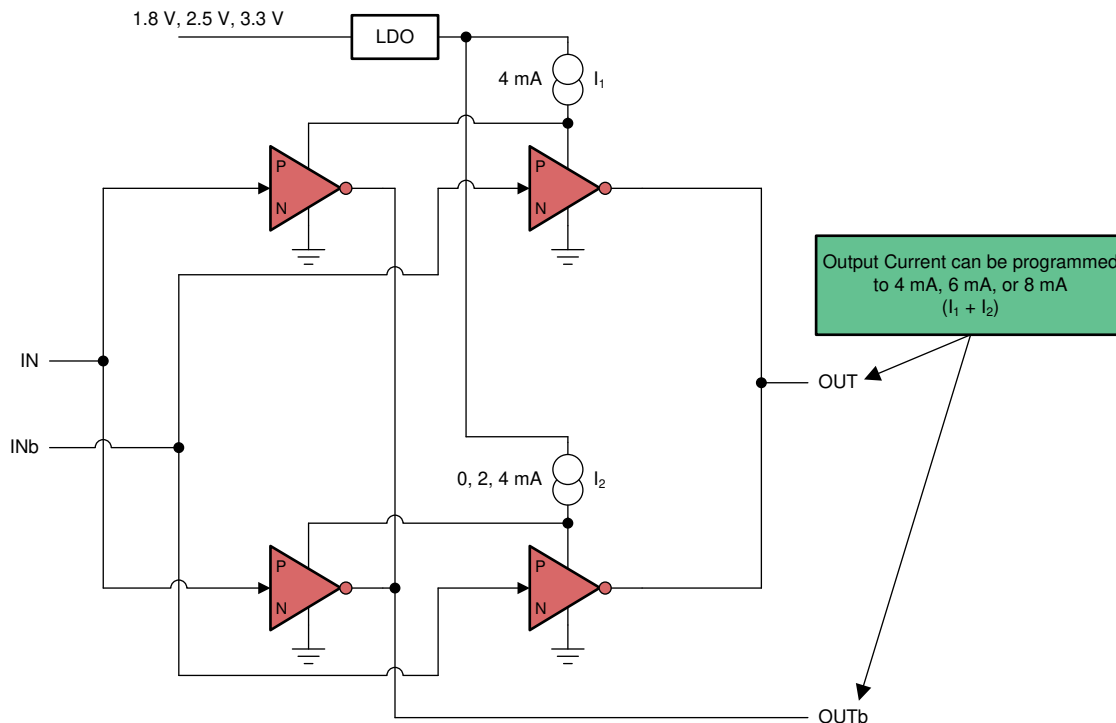 1.8 V, 2.5 V, 3.3 V
LDO
4 mA
I₁
P
N
P
N
Output Current can be programmed
to 4 mA, 6 mA, or 8 mA
(I₁ + I₂)
IN
OUT
INb
0, 2, 4 mA
I₂
P
N
P
N
OUTb